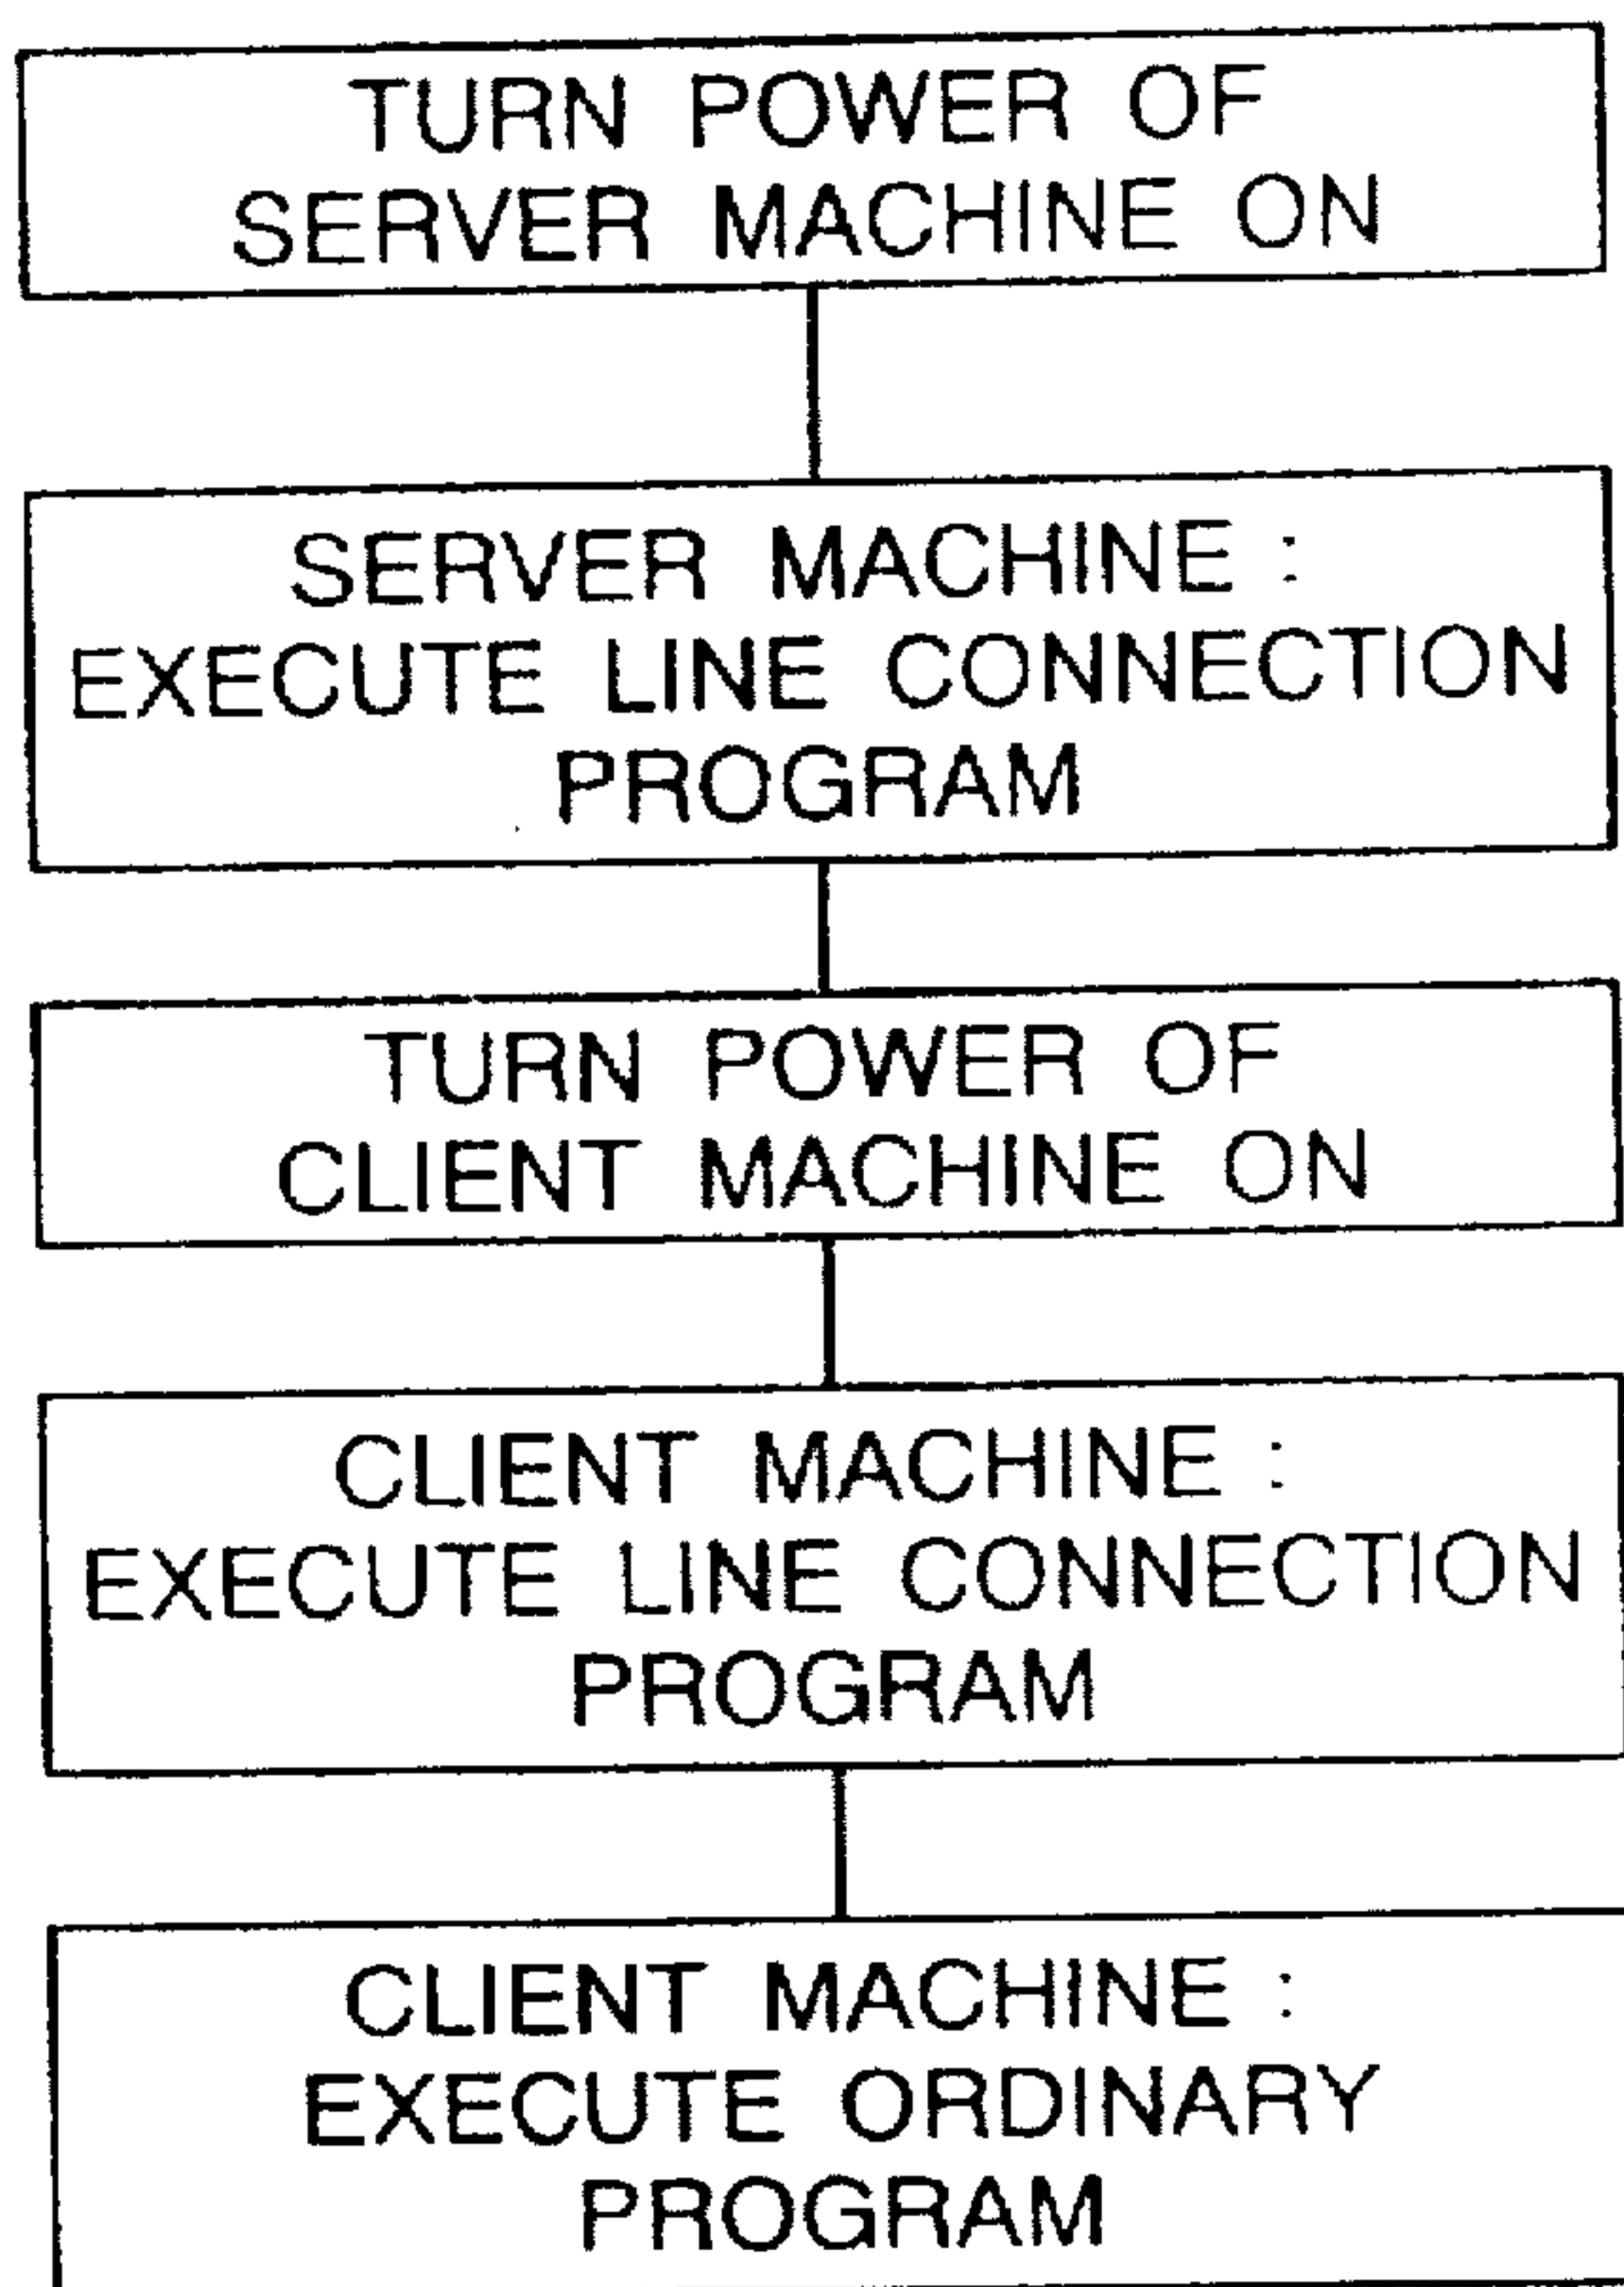 TURN POWER OF
SERVER MACHINE ON
SERVER MACHINE :
EXECUTE LINE CONNECTION
PROGRAM
TURN POWER OF
CLIENT MACHINE ON
CLIENT MACHINE :
EXECUTE LINE CONNECTION
PROGRAM
CLIENT MACHINE :
EXECUTE ORDINARY
PROGRAM